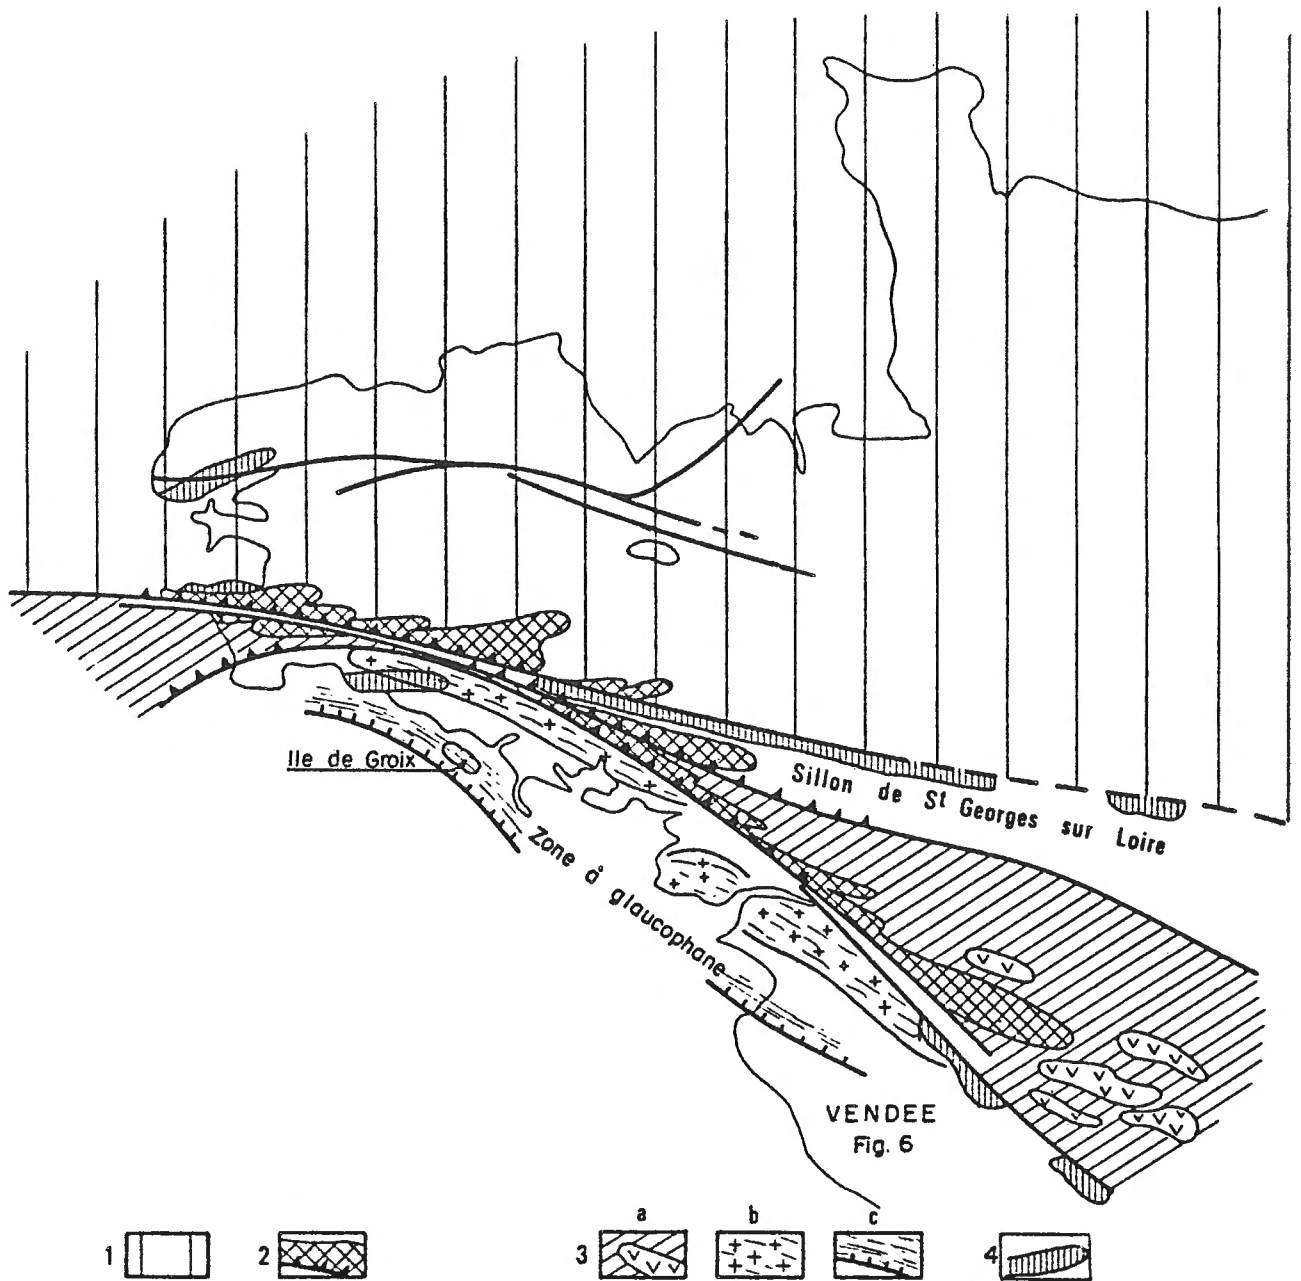 Ile de Groix
Sillon de St Georges sur Loire
Zone à glaucophane
VENDEE
Fig. 6
a b c
1 2 3 4